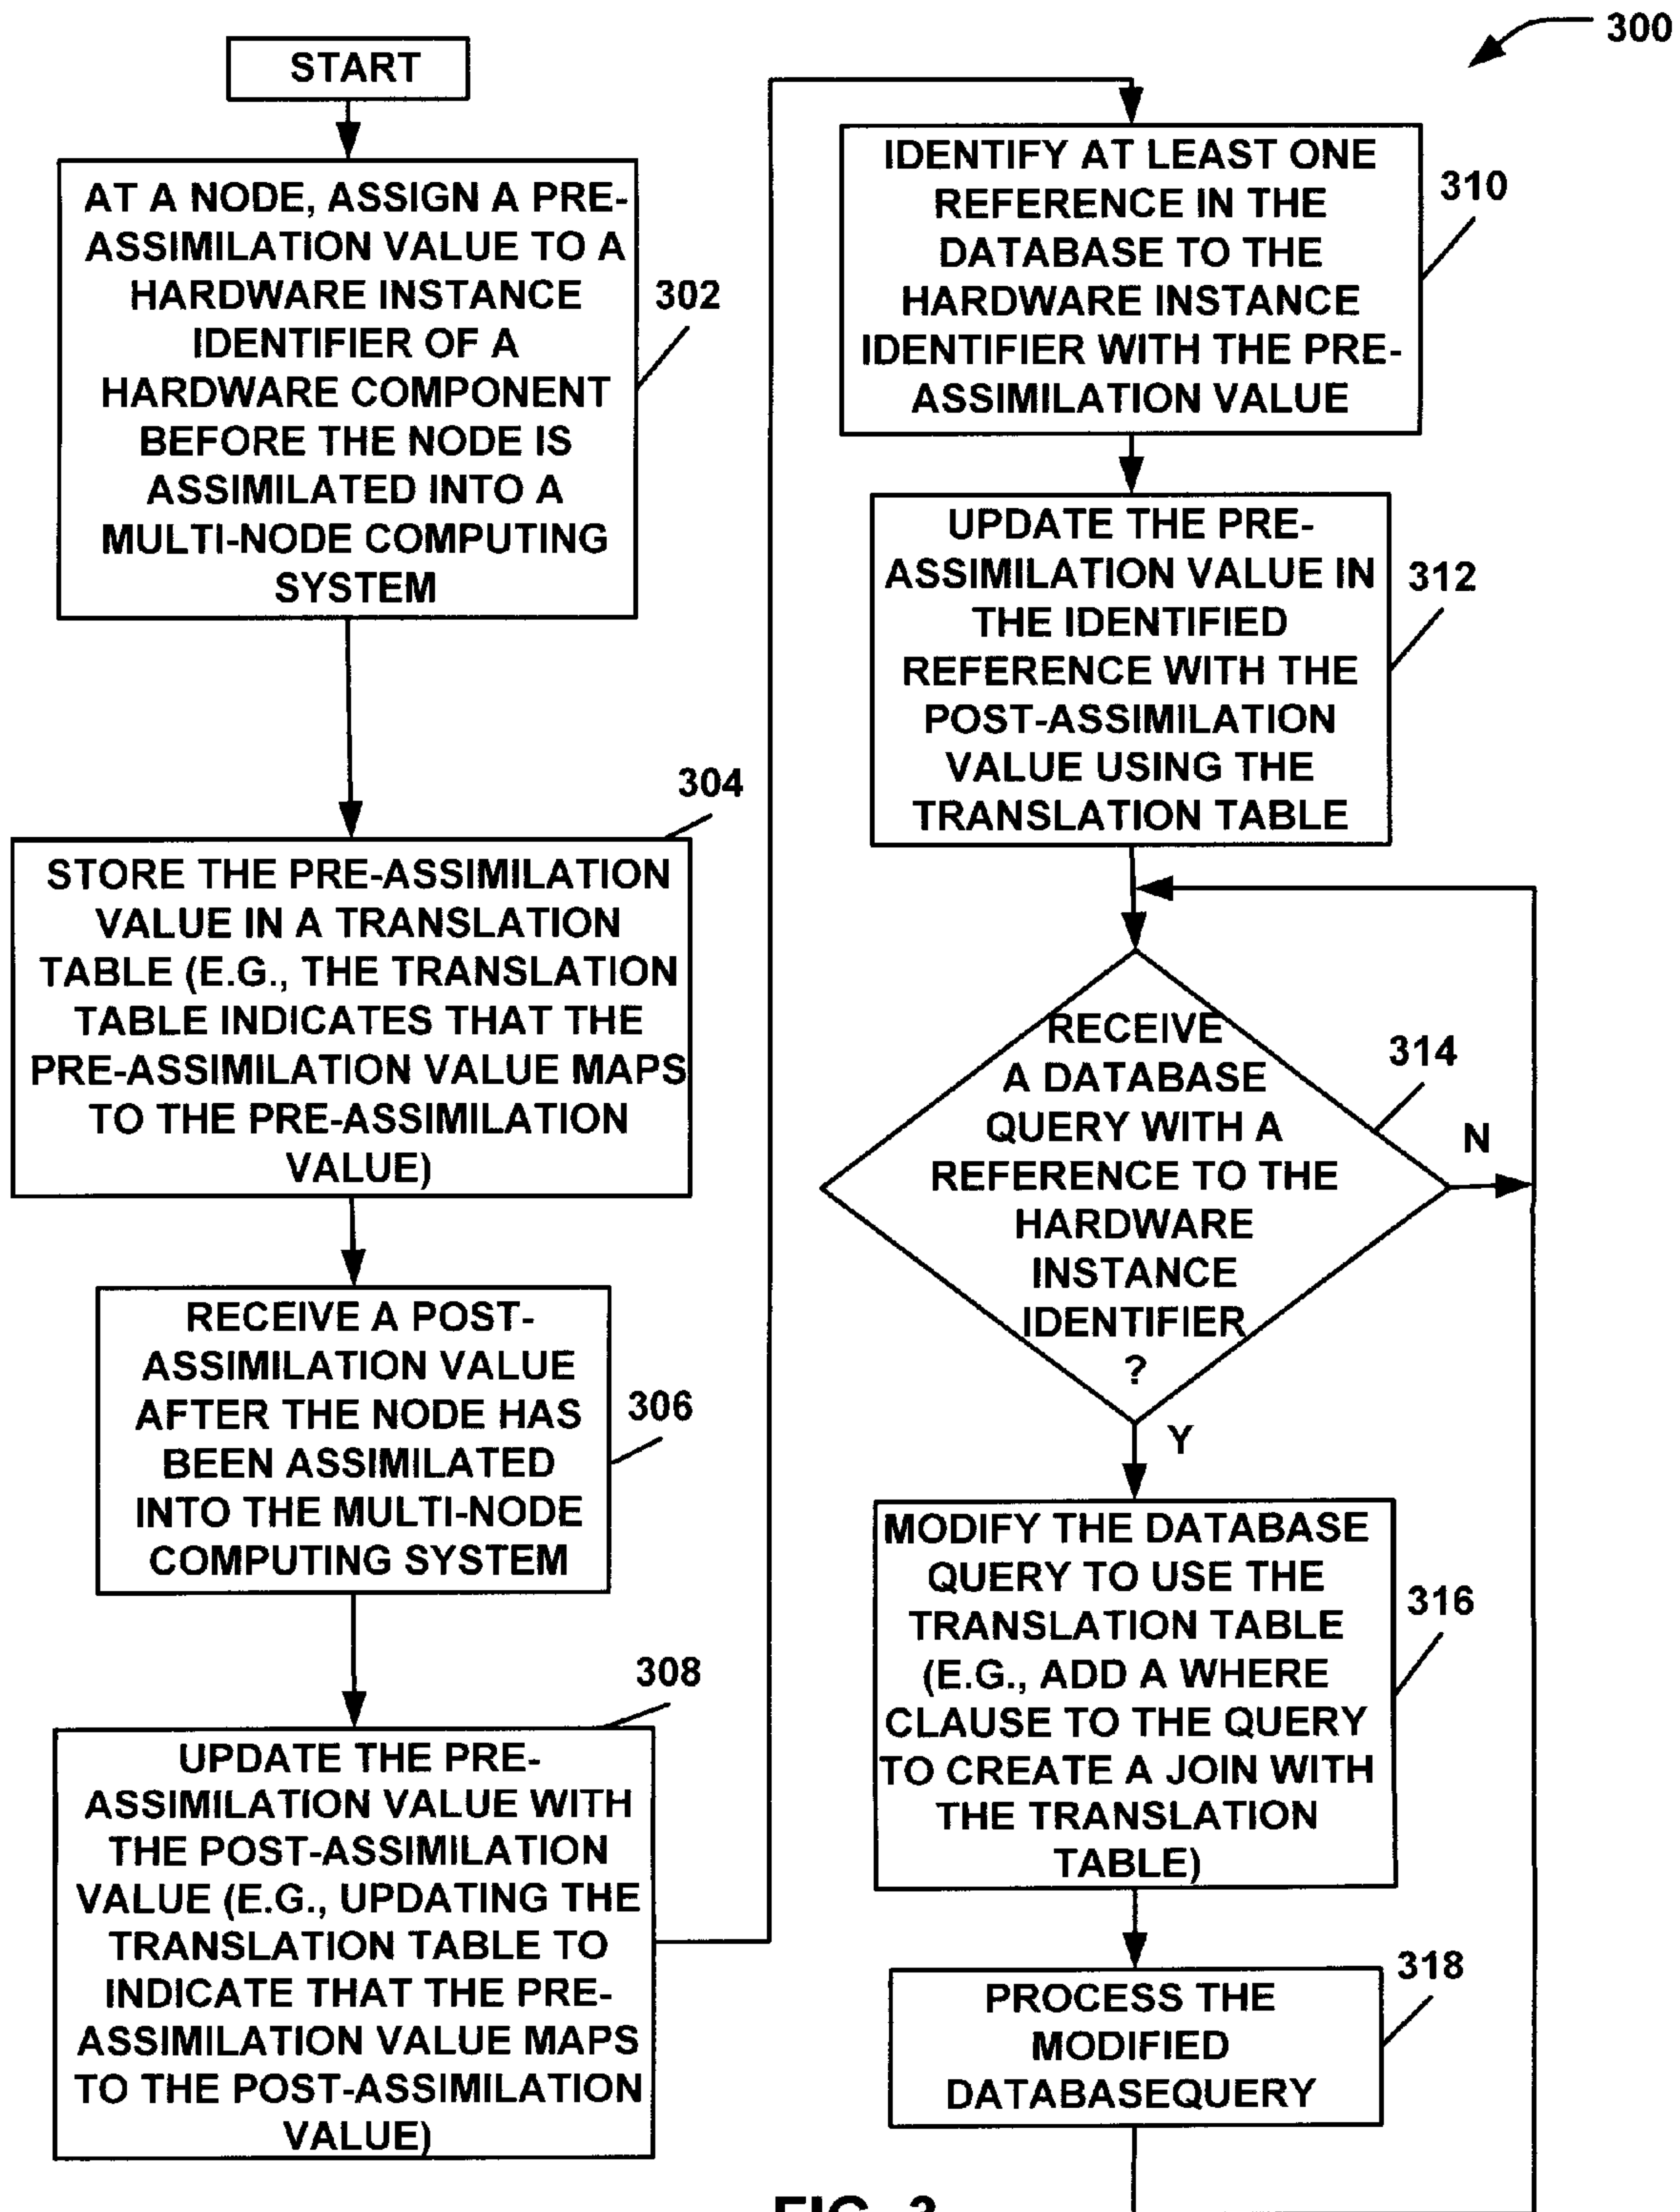 300
START
AT A NODE, ASSIGN A PRE-
ASSIMILATION VALUE TO A
HARDWARE INSTANCE
IDENTIFIER OF A
HARDWARE COMPONENT
BEFORE THE NODE IS
ASSIMILATED INTO A
MULTI-NODE COMPUTING
SYSTEM
302
304
STORE THE PRE-ASSIMILATION
VALUE IN A TRANSLATION
TABLE (E.G., THE TRANSLATION
TABLE INDICATES THAT THE
PRE-ASSIMILATION VALUE MAPS
TO THE PRE-ASSIMILATION
VALUE)
RECEIVE A POST-
ASSIMILATION VALUE
AFTER THE NODE HAS
BEEN ASSIMILATED
INTO THE MULTI-NODE
COMPUTING SYSTEM
306
308
UPDATE THE PRE-
ASSIMILATION VALUE WITH
THE POST-ASSIMILATION
VALUE (E.G., UPDATING THE
TRANSLATION TABLE TO
INDICATE THAT THE PRE-
ASSIMILATION VALUE MAPS
TO THE POST-ASSIMILATION
VALUE)
IDENTIFY AT LEAST ONE
REFERENCE IN THE
DATABASE TO THE
HARDWARE INSTANCE
IDENTIFIER WITH THE PRE-
ASSIMILATION VALUE
310
UPDATE THE PRE-
ASSIMILATION VALUE IN
THE IDENTIFIED
REFERENCE WITH THE
POST-ASSIMILATION
VALUE USING THE
TRANSLATION TABLE
312
RECEIVE
A DATABASE
QUERY WITH A
REFERENCE TO THE
HARDWARE
INSTANCE
IDENTIFIER
?
314
N
Y
MODIFY THE DATABASE
QUERY TO USE THE
TRANSLATION TABLE
(E.G., ADD A WHERE
CLAUSE TO THE QUERY
TO CREATE A JOIN WITH
THE TRANSLATION
TABLE)
316
PROCESS THE
MODIFIED
DATABASEQUERY
318
FIG. 3